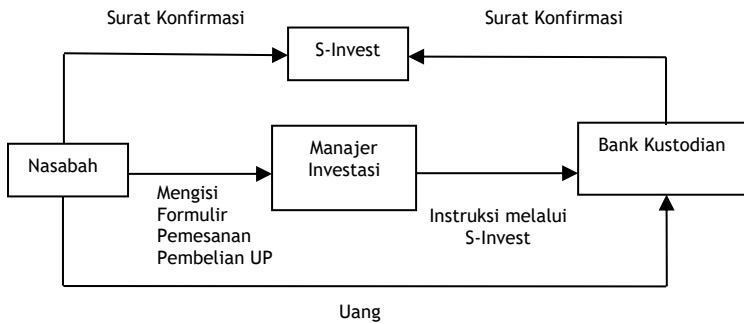 Surat Konfirmasi
Surat Konfirmasi
S-Invest
Nasabah
Manajer
Investasi
Bank Kustodian
Mengisi
Formulir
Pemesanan
Pembelian UP
Instruksi melalui
S-Invest
Uang